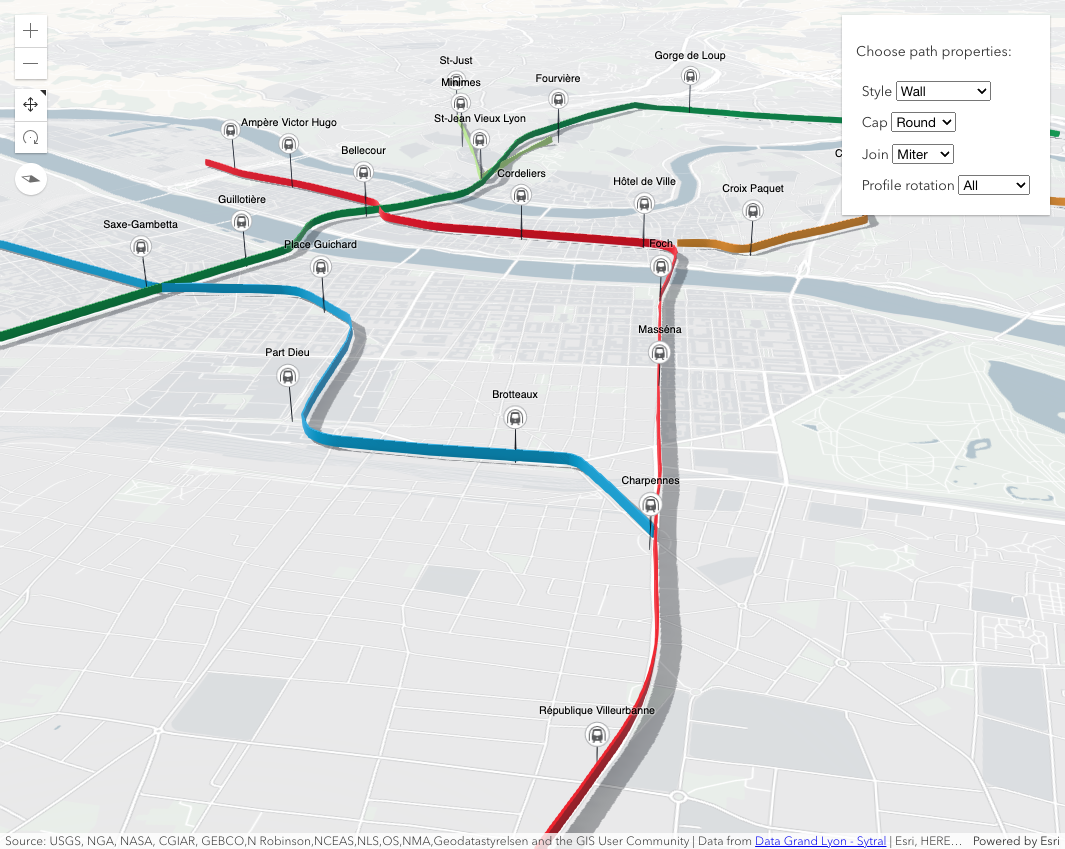 St-Just
Gorge de Loup
Minimes
Fourvière
St-Jean Vieux Lyon
Ampère Victor Hugo
Bellecour
Cordeliers
Hôtel de Ville
Croix Paquet
C
Guillotière
Saxe-Gambetta
Place Guichard
Foch
Masséna
Part Dieu
Brotteaux
Charpennes
République Villeurbanne
Choose path properties:
Style Wall
Cap Round
Join Miter
Profile rotation All
Source: USGS, NGA, NASA, CGIAR, GEBCO,N Robinson,NCEAS,NLS,OS,NMA,Geodatastyrelsen and the GIS User Community | Data from Data Grand Lyon - Sytral | Esri, HERE… Powered by Esri